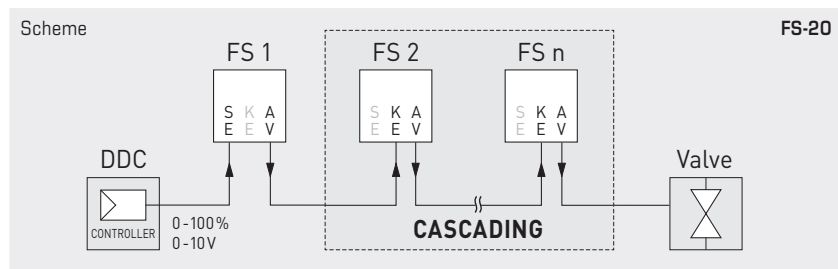 Scheme
FS-20
FS 1
FS 2
FS n
S K A
E E V
S K A
E E V
S K A
E E V
DDC
CONTROLLER
0-100%
0-10V
CASCADING
Valve